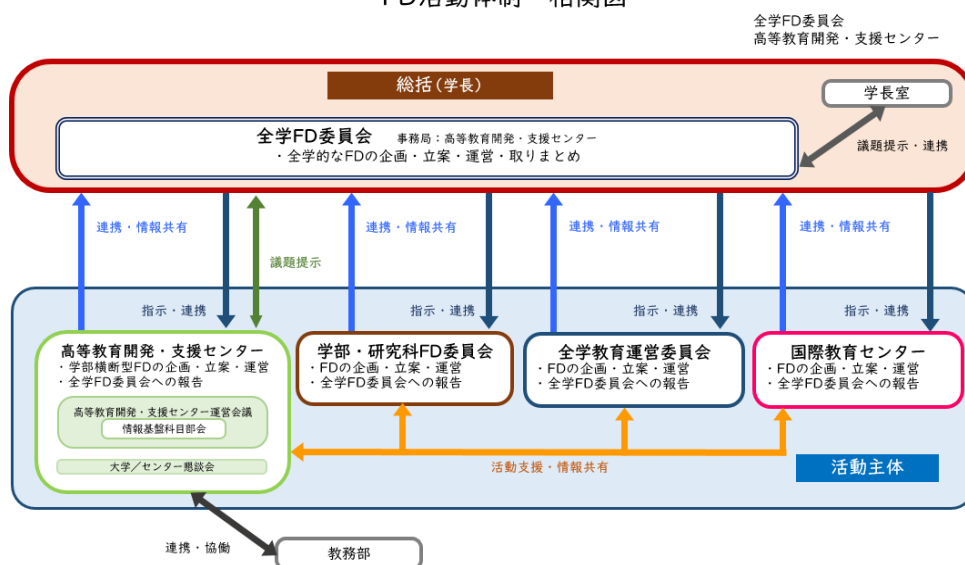 FD活動体制 相関図
全学FD委員会
高等教育開発・支援センター
総括(学長)
学長室
全学FD委員会 事務局:高等教育開発・支援センター
・全学的なFDの企画・立案・運営・取りまとめ
議題提示・連携
連携・情報共有
連携・情報共有
連携・情報共有
連携・情報共有
議題提示
指示・連携
指示・連携
指示・連携
指示・連携
高等教育開発・支援センター
・学部横断型FDの企画・立案・運営
・全学FD委員会への報告
高等教育開発・支援センター運営会議
情報基盤科目部会
大学/センター懇談会
学部・研究科FD委員会
・FDの企画・立案・運営
・全学FD委員会への報告
全学教育運営委員会
・FDの企画・立案・運営
・全学FD委員会への報告
国際教育センター
・FDの企画・立案・運営
・全学FD委員会への報告
活動支援・情報共有
活動主体
連携・協働
教務部